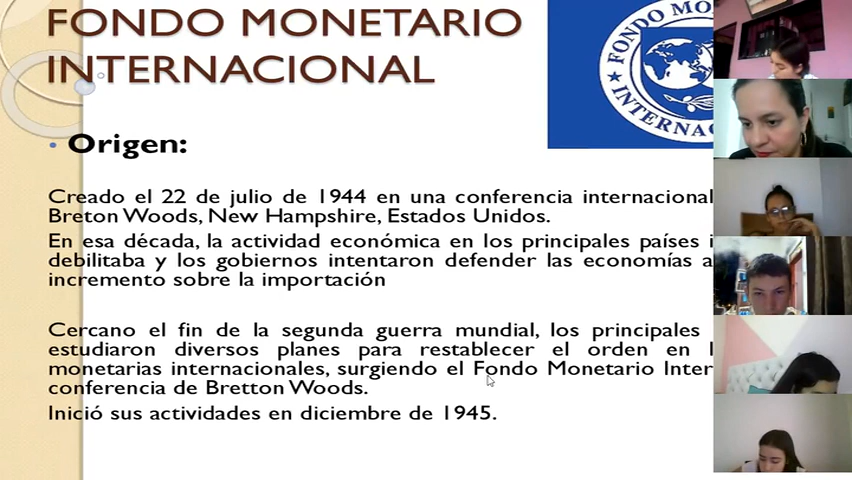 FONDO MONETARIO
INTERNACIONAL
FONDO MO
INTERNAC
• Origen:
Creado el 22 de julio de 1944 en una conferencia internacional
Breton Woods, New Hampshire, Estados Unidos.
En esa década, la actividad económica en los principales países i
debilitaba y los gobiernos intentaron defender las economías a
incremento sobre la importación
Cercano el fin de la segunda guerra mundial, los principales
estudiaron diversos planes para restablecer el orden en l
monetarias internacionales, surgiendo el Fondo Monetario Inter
conferencia de Bretton Woods.
Inició sus actividades en diciembre de 1945.